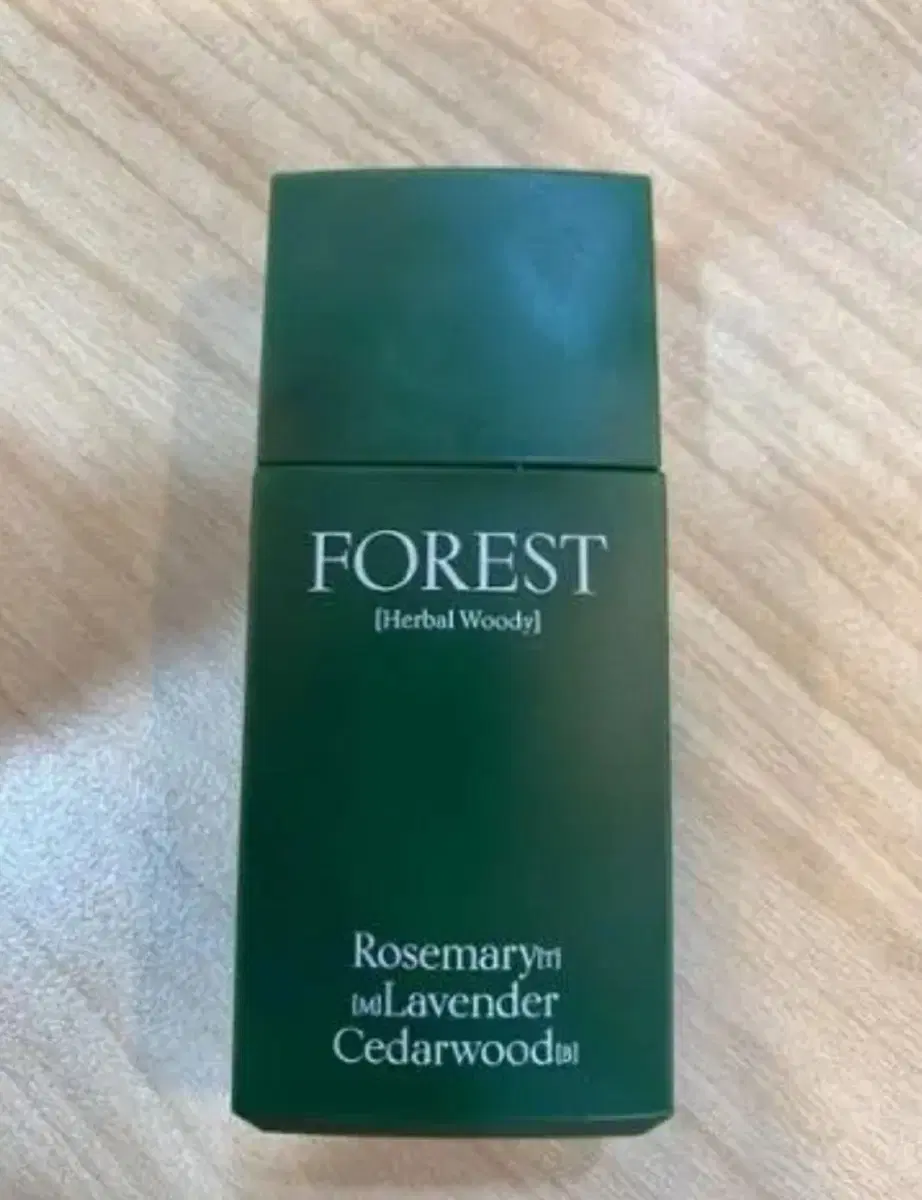 FOREST
[Herbal Woody]
Rosemary[T]
[M]Lavender
Cedarwood[B]